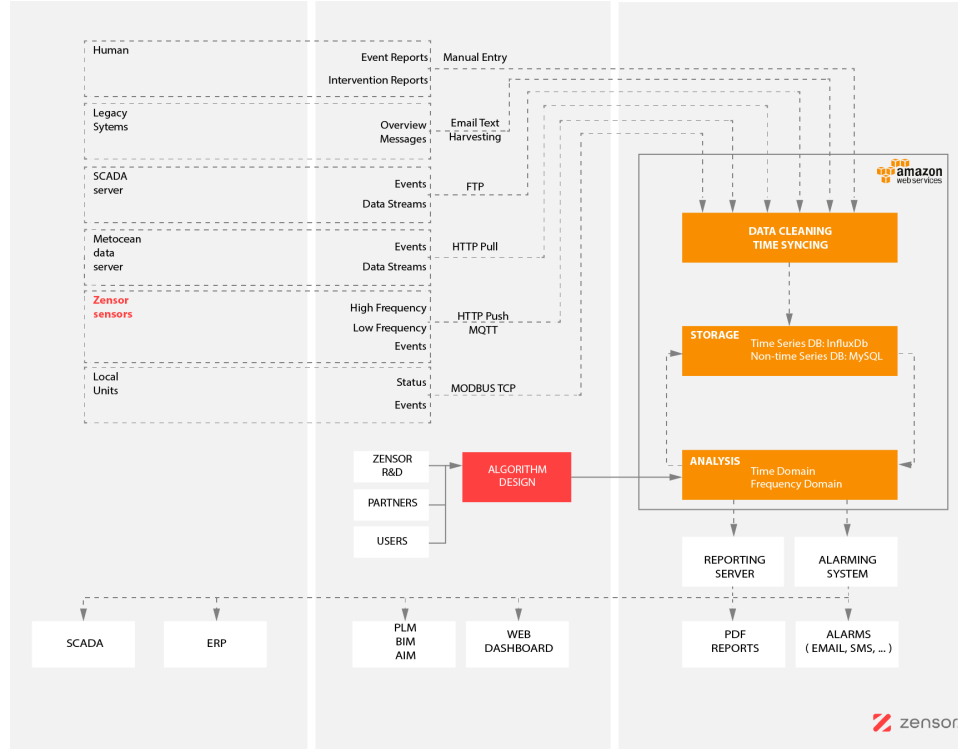 Human
Event Reports
Manual Entry
Intervention Reports
Legacy
Sytems
Overview
Messages
Email Text
Harvesting
SCADA
server
Events
Data Streams
FTP
Metocean
data
server
Events
Data Streams
HTTP Pull
Zensor
sensors
High Frequency
Low Frequency
Events
HTTP Push
MQTT
Local
Units
Status
Events
MODBUS TCP
amazon
web services
DATA CLEANING
TIME SYNCING
STORAGE
Time Series DB: InfluxDb
Non-time Series DB: MySQL
ANALYSIS
Time Domain
Frequency Domain
ZENSOR
R&D
PARTNERS
USERS
ALGORITHM
DESIGN
REPORTING
SERVER
ALARMING
SYSTEM
SCADA
ERP
PLM
BIM
AIM
WEB
DASHBOARD
PDF
REPORTS
ALARMS
( EMAIL, SMS, ... )
zensor